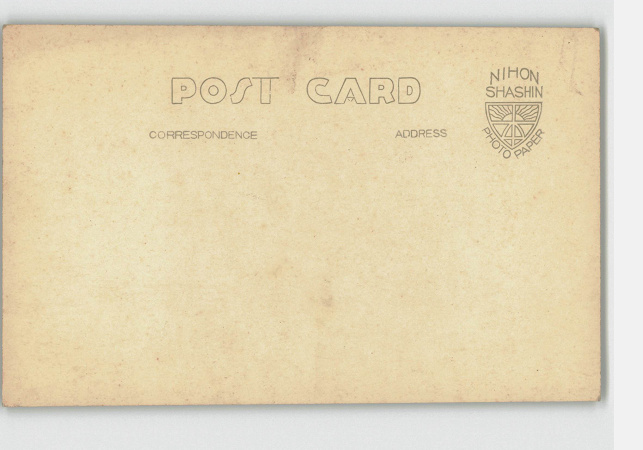 POST CARD
CORRESPONDENCE
ADDRESS
NIHON
SHASHIN
PHOTO PAPER